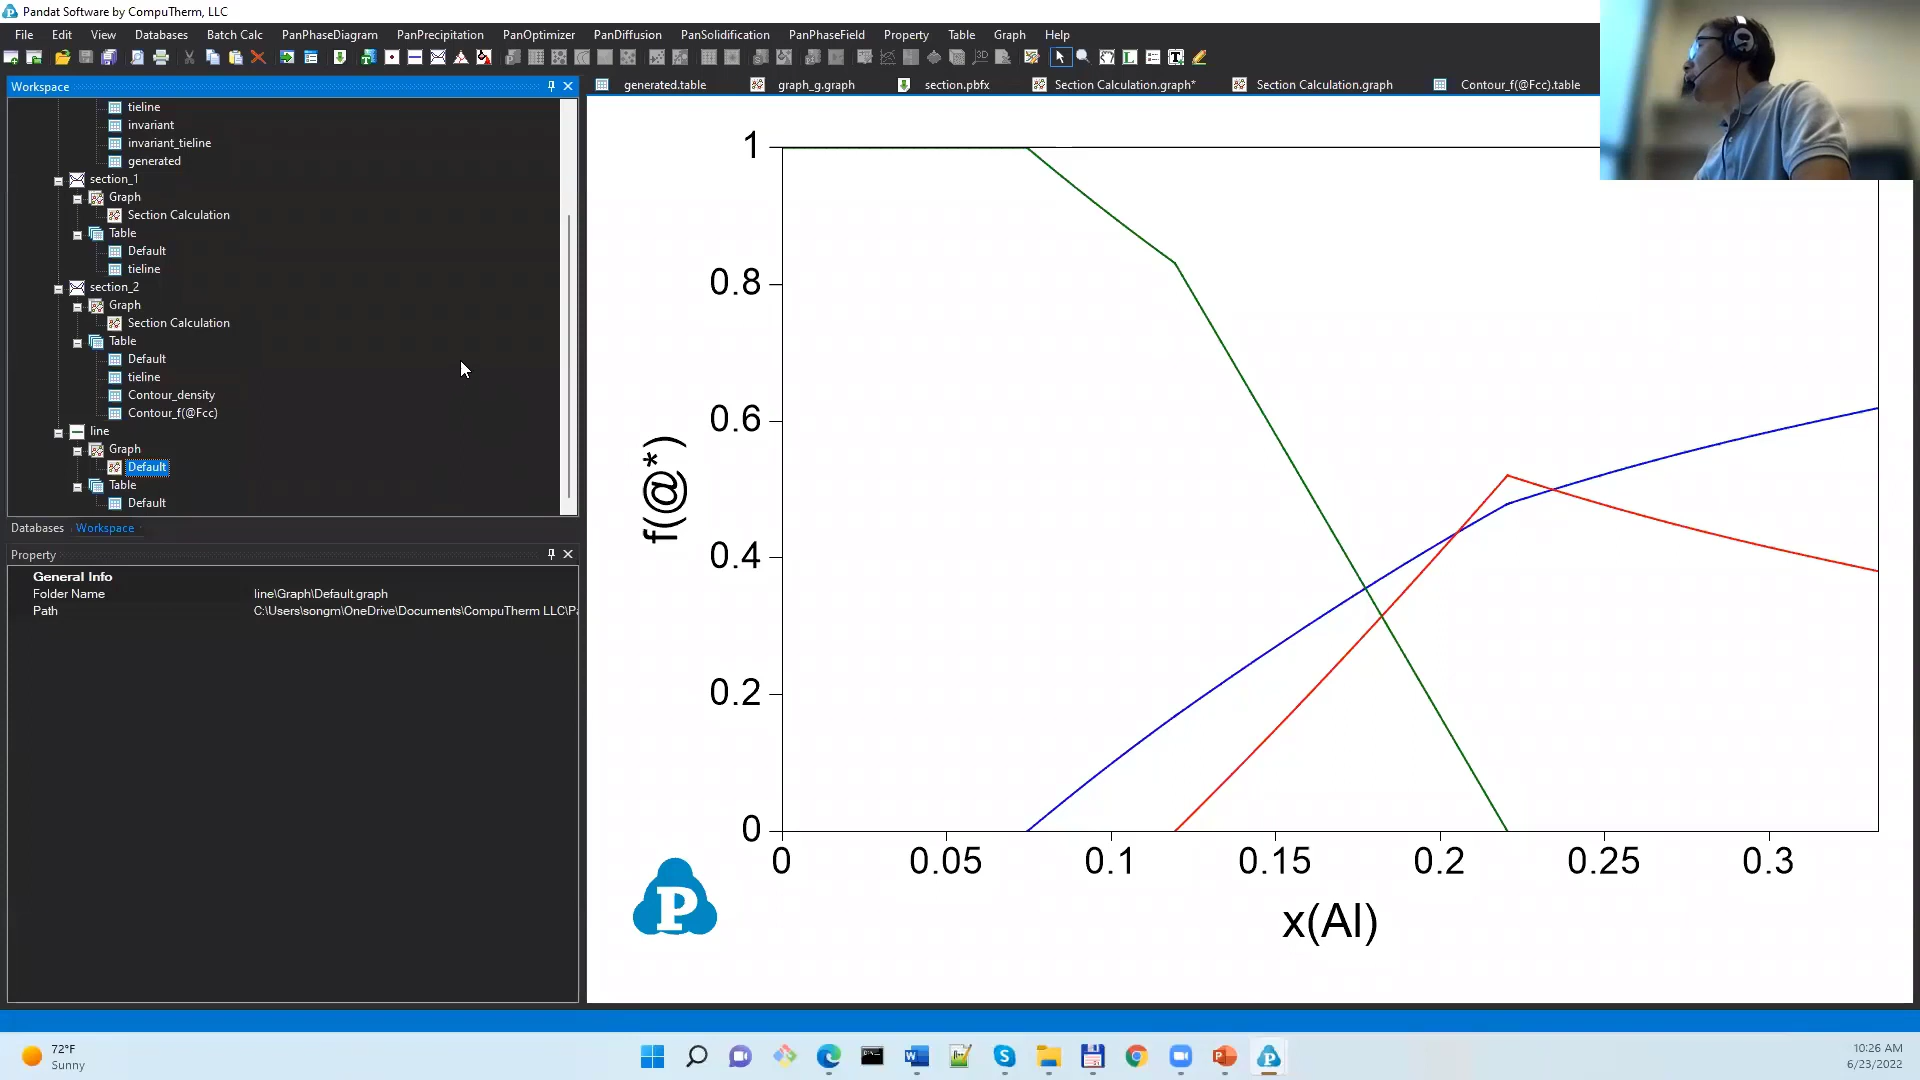 Pandat Software by CompuTherm, LLC
File Edit View Databases Batch Calc PanPhaseDiagram PanPrecipitation PanOptimizer PanDiffusion PanSolidification PanPhaseField Property Table Graph Help
Workspace
generated.table graph_g.graph section.pbfx Section Calculation.graph* Section Calculation.graph Contour_f(@Fcc).table
tieline
invariant
invariant_tieline
generated
section_1
Graph
Section Calculation
Table
Default
tieline
section_2
Graph
Section Calculation
Table
Default
tieline
Contour_density
Contour_f(@Fcc)
line
Graph
Default
Table
Default
Databases Workspace
Property
General Info
Folder Name line\Graph\Default.graph
Path C:\Users\songm\OneDrive\Documents\CompuTherm LLC\P
1
0.8
0.6
0.4
0.2
0
f(@*)
0 0.05 0.1 0.15 0.2 0.25 0.3
x(Al)
P
72°F
Sunny
10:26 AM
6/23/2022